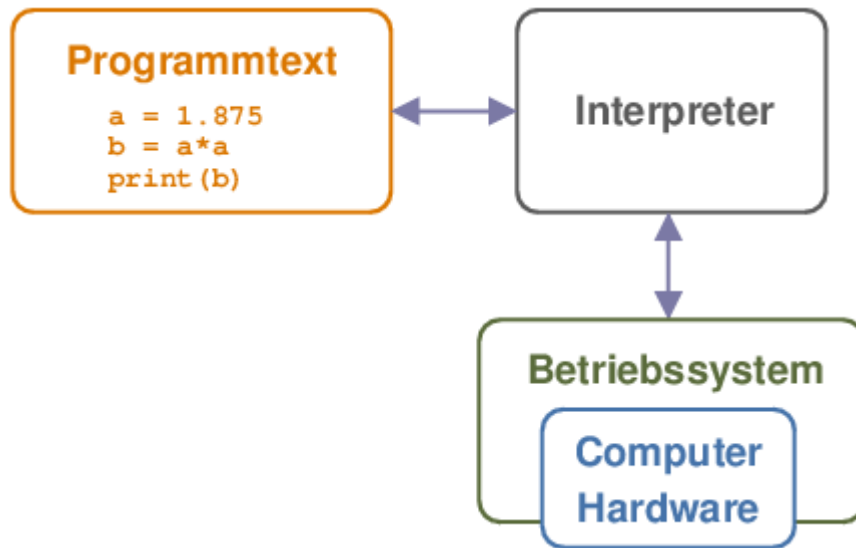 Programmtext
a = 1.875
b = a*a
print(b)
Interpreter
Betriebssystem
Computer
Hardware